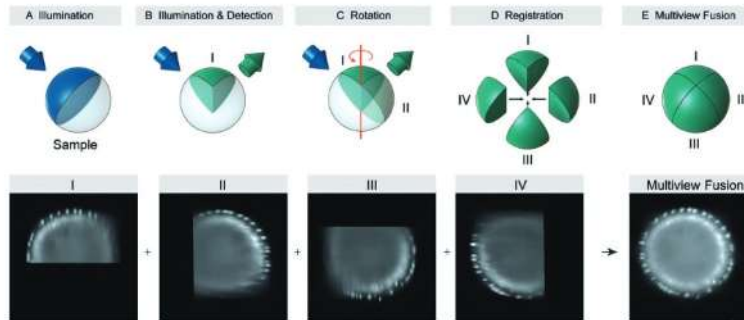 A Illumination
B Illumination & Detection
C Rotation
D Registration
E Multiview Fusion
I
I
II
I
IV
II
III
I
IV
II
III
Sample
I
II
III
IV
Multiview Fusion
+
+
+